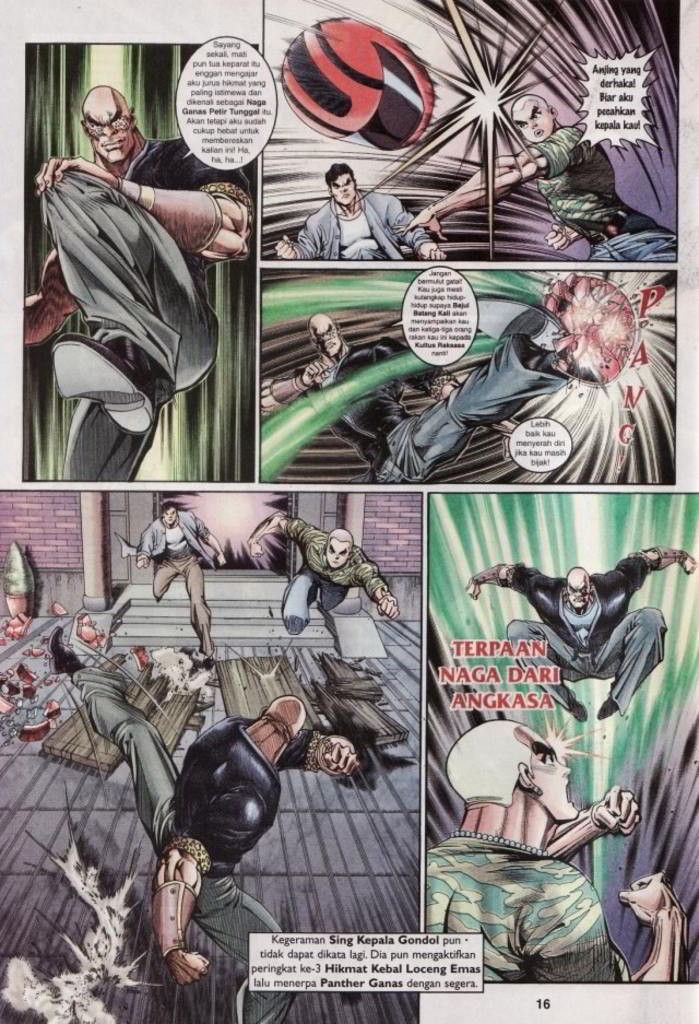 Sayang
sekali, mati
pun tua keparat itu
enggan mengajar
aku jurus hikmat yang
paling istimewa dan
dikenali sebagai Naga
Ganas Petir Tunggal itu.
Akan tetapi aku sudah
cukup hebat untuk
membereskan
kalian ini! Ha,
ha, ha...!
Anjing yang
derhaka!
Biar aku
pecahkan
kepala kau!
Jangan
bermulut gatal!
Kau juga mesti
kutangkap hidup-
hidup supaya Bajul
Batang Kali akan
menyampaikan kau
dan ketiga-tiga orang
rakan kau ini kepada
Kultus Raksasa
nanti!
PANG!
Lebih
baik kau
menyerah diri
jika kau masih
bijak!
TERPAAN
NAGA DARI
ANGKASA
Kegeraman Sing Kepala Gondol pun
tidak dapat dikata lagi. Dia pun mengaktifkan
peringkat ke-3 Hikmat Kebal Loceng Emas
lalu menerpa Panther Ganas dengan segera.
16